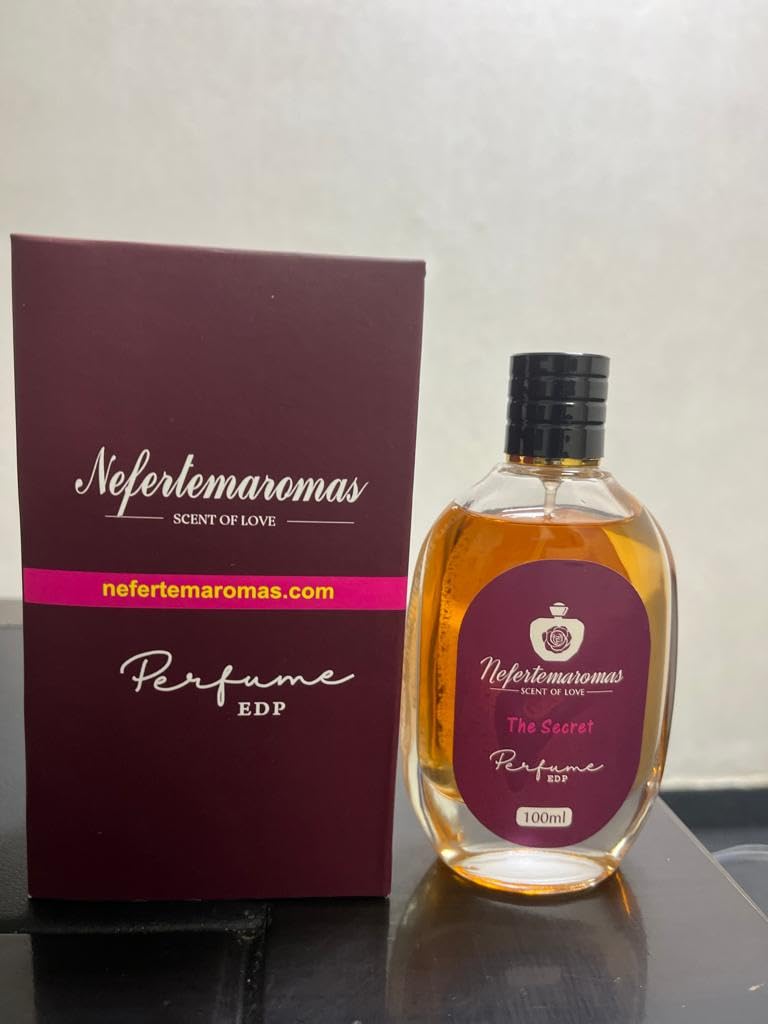 Nefertemaromas
SCENT OF LOVE
nefertemaromas.com
Perfume
EDP
Nefertemaromas
SCENT OF LOVE
The Secret
Perfume
EDP
100ml